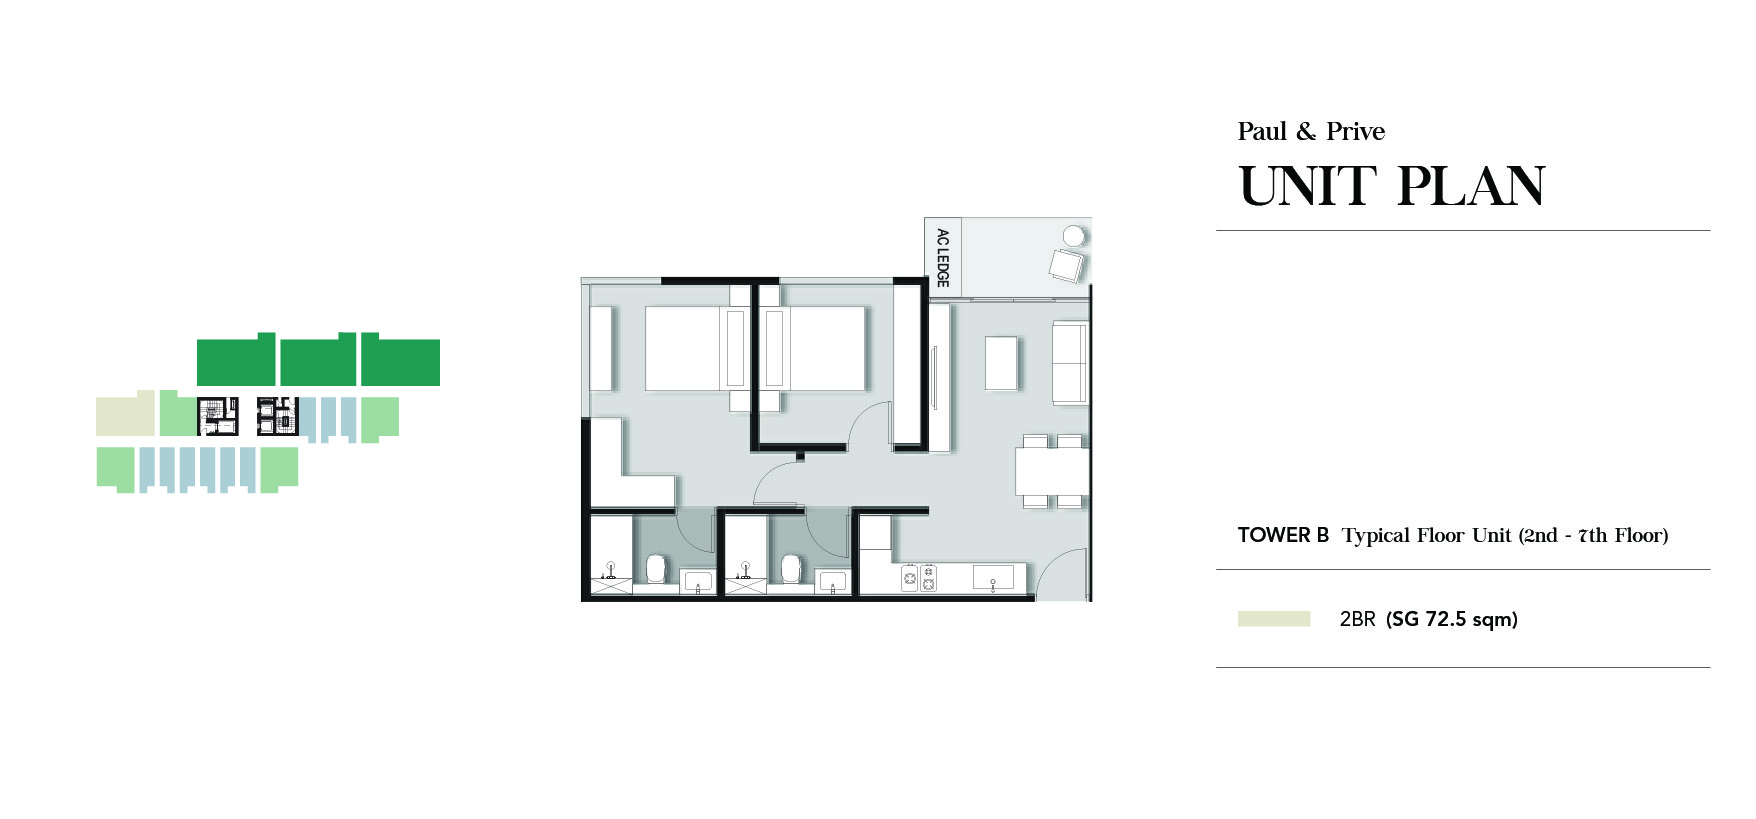 Paul & Prive
UNIT PLAN
AC LEDGE
TOWER B Typical Floor Unit (2nd - 7th Floor)
2BR (SG 72.5 sqm)